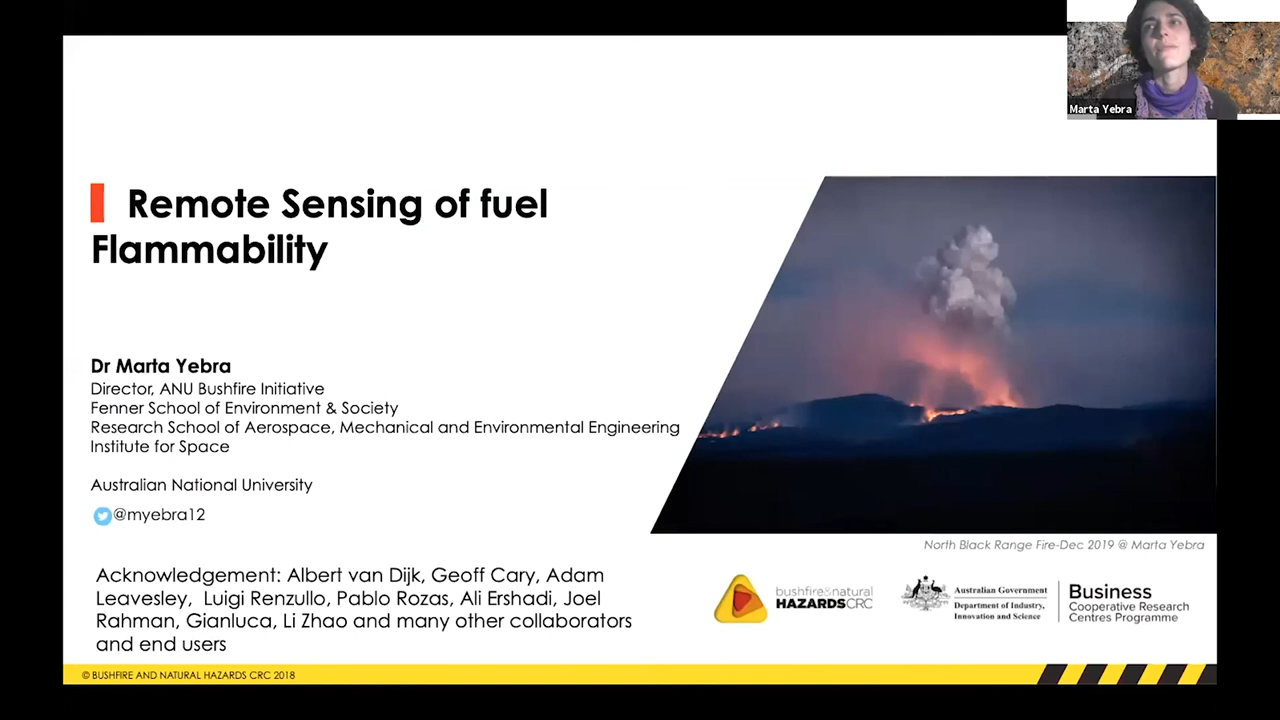 Marta Yebra
Remote Sensing of fuel
Flammability
Dr Marta Yebra
Director, ANU Bushfire Initiative
Fenner School of Environment & Society
Research School of Aerospace, Mechanical and Environmental Engineering
Institute for Space
Australian National University
@myebra12
North Black Range Fire-Dec 2019 @ Marta Yebra
Acknowledgement: Albert van Dijk, Geoff Cary, Adam
Leavesley, Luigi Renzullo, Pablo Rozas, Ali Ershadi, Joel
Rahman, Gianluca, Li Zhao and many other collaborators
and end users
bushfire&natural
HAZARDSCRC
Australian Government
Department of Industry,
Innovation and Science
Business
Cooperative Research
Centres Programme
© BUSHFIRE AND NATURAL HAZARDS CRC 2018